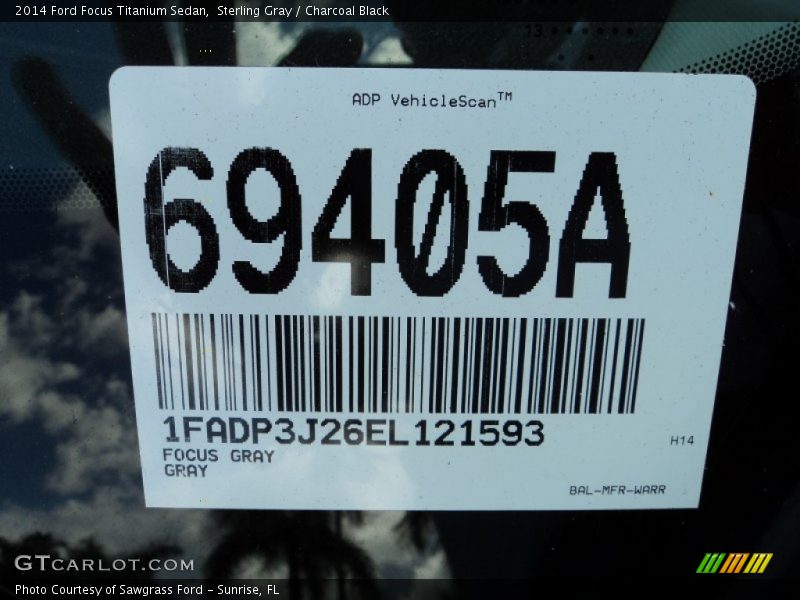 2014 Ford Focus Titanium Sedan,  Sterling Gray / Charcoal Black
13
ADP VehicleScan™
69405A
1FADP3J26EL121593
FOCUS GRAY
GRAY
H14
BAL-MFR-WARR
GTCARLOT.COM
Photo Courtesy of Sawgrass Ford - Sunrise, FL